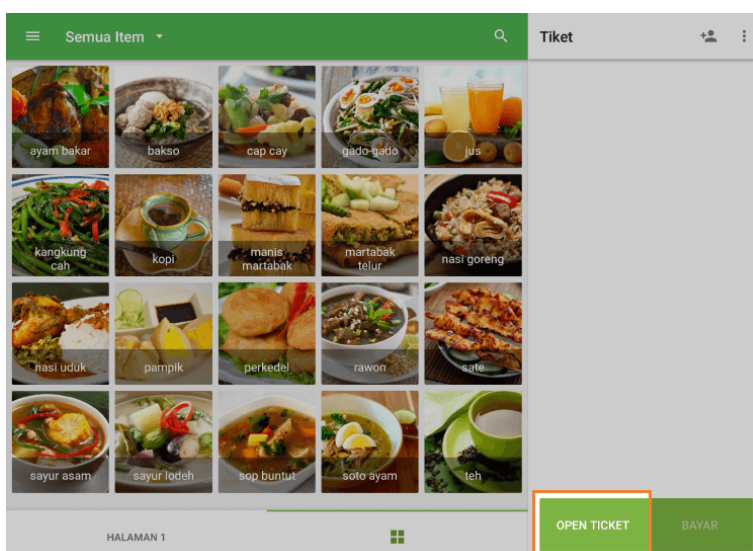 Semua Item
Tiket
ayam bakar
bakso
cap cay
gado-gado
jus
kangkung
cah
kopi
manis
martabak
martabak
telur
nasi goreng
nasi uduk
pampik
perkedel
rawon
sate
sayur asam
sayur lodeh
sop buntut
soto ayam
teh
HALAMAN 1
OPEN TICKET
BAYAR